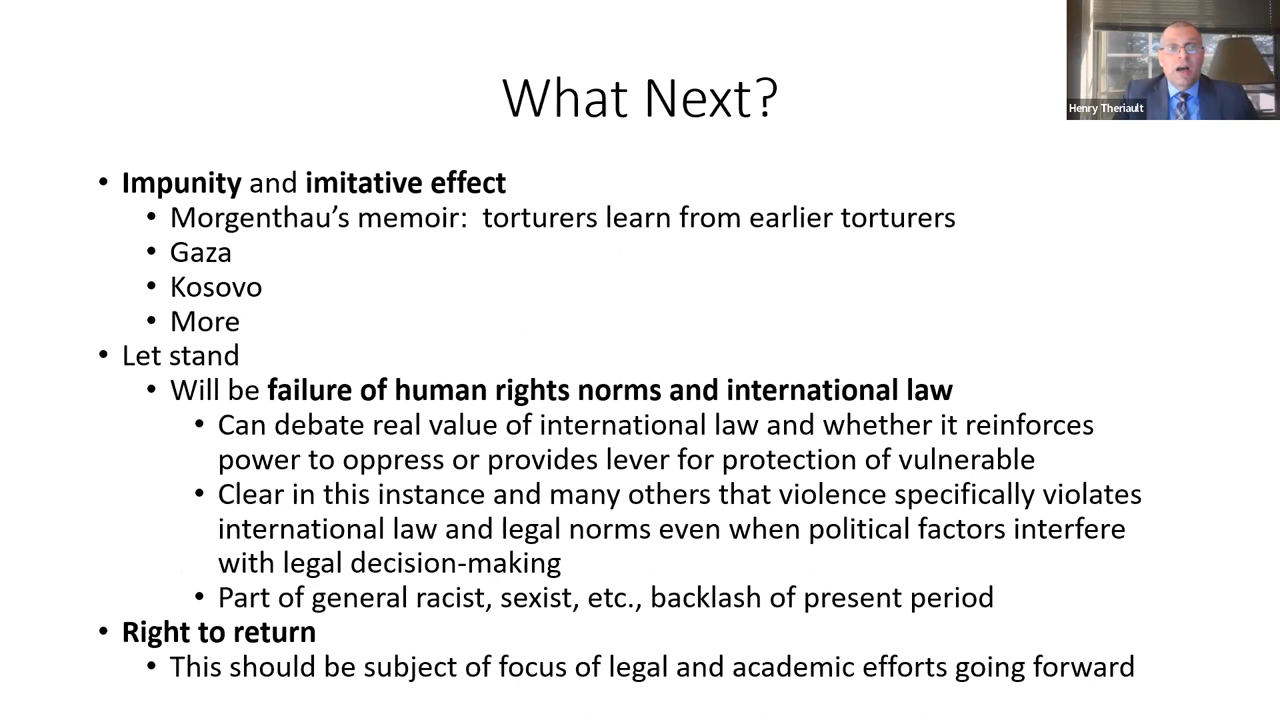 What Next?
Henry Theriault
• Impunity and imitative effect
• Morgenthau's memoir:  torturers learn from earlier torturers
• Gaza
• Kosovo
• More
• Let stand
• Will be failure of human rights norms and international law
• Can debate real value of international law and whether it reinforces
power to oppress or provides lever for protection of vulnerable
• Clear in this instance and many others that violence specifically violates
international law and legal norms even when political factors interfere
with legal decision-making
• Part of general racist, sexist, etc., backlash of present period
• Right to return
• This should be subject of focus of legal and academic efforts going forward